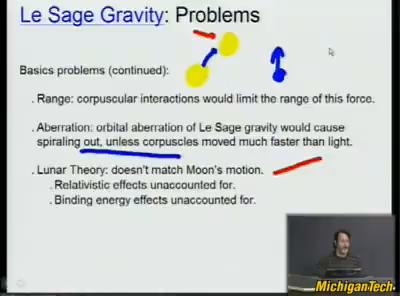 Le Sage Gravity: Problems
Basics problems (continued):
. Range: corpuscular interactions would limit the range of this force.
. Aberration: orbital aberration of Le Sage gravity would cause
spiraling out, unless corpuscles moved much faster than light.
. Lunar Theory: doesn't match Moon's motion.
. Relativistic effects unaccounted for.
. Binding energy effects unaccounted for.
MichiganTech